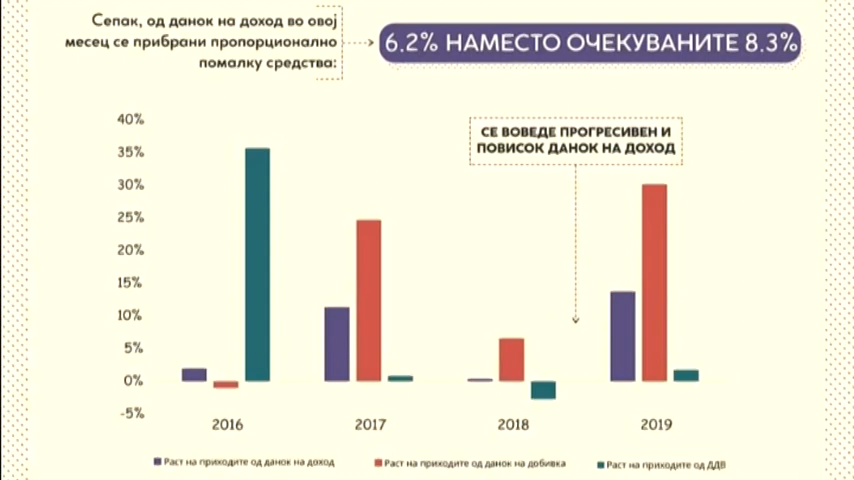 Сепак, од данок на доход во овој
месец се прибрани пропорционално
помалку средства:
6.2% НАМЕСТО ОЧЕКУВАНИТЕ 8.3%
СЕ ВОВЕДЕ ПРОГРЕСИВЕН И
ПОВИСОК ДАНОК НА ДОХОД
40%
35%
30%
25%
20%
15%
10%
5%
0%
-5%
2016 2017 2018 2019
Раст на приходите од данок на доход Раст на приходите од данок на добивка Раст на приходите од ДДВ